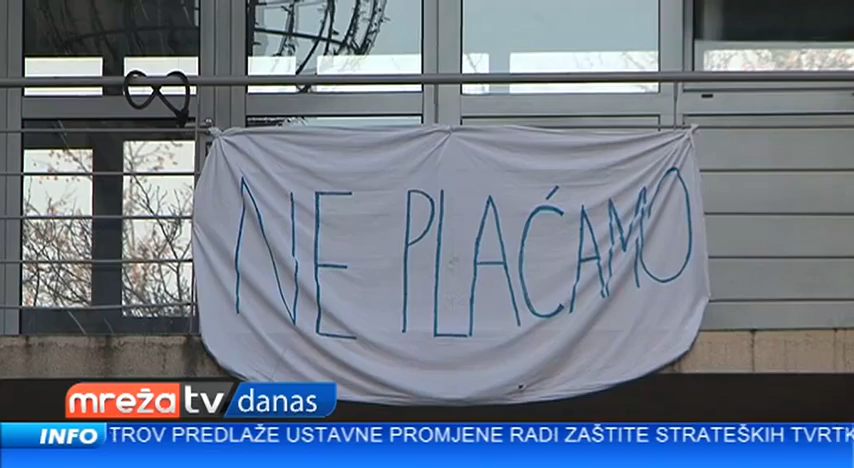 NE PLAĆAMO
mreža tv danas
INFO TROV PREDLAŽE USTAVNE PROMJENE RADI ZAŠTITE STRATEŠKIH TVRTK